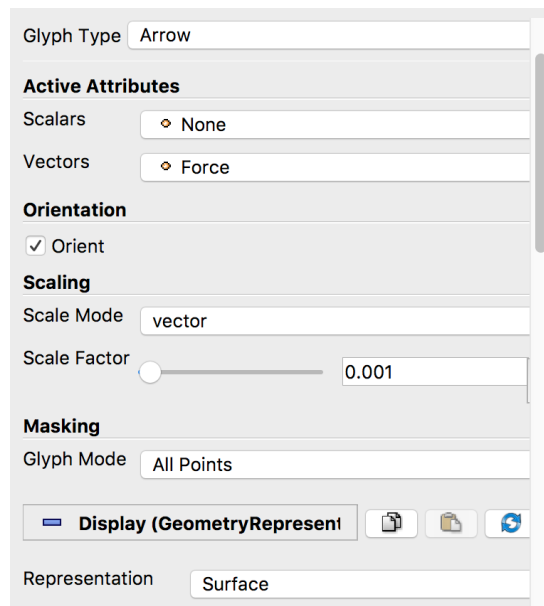 Glyph Type Arrow
Active Attributes
Scalars None
Vectors Force
Orientation
Orient
Scaling
Scale Mode vector
Scale Factor 0.001
Masking
Glyph Mode All Points
Display (GeometryRepresent
Representation Surface